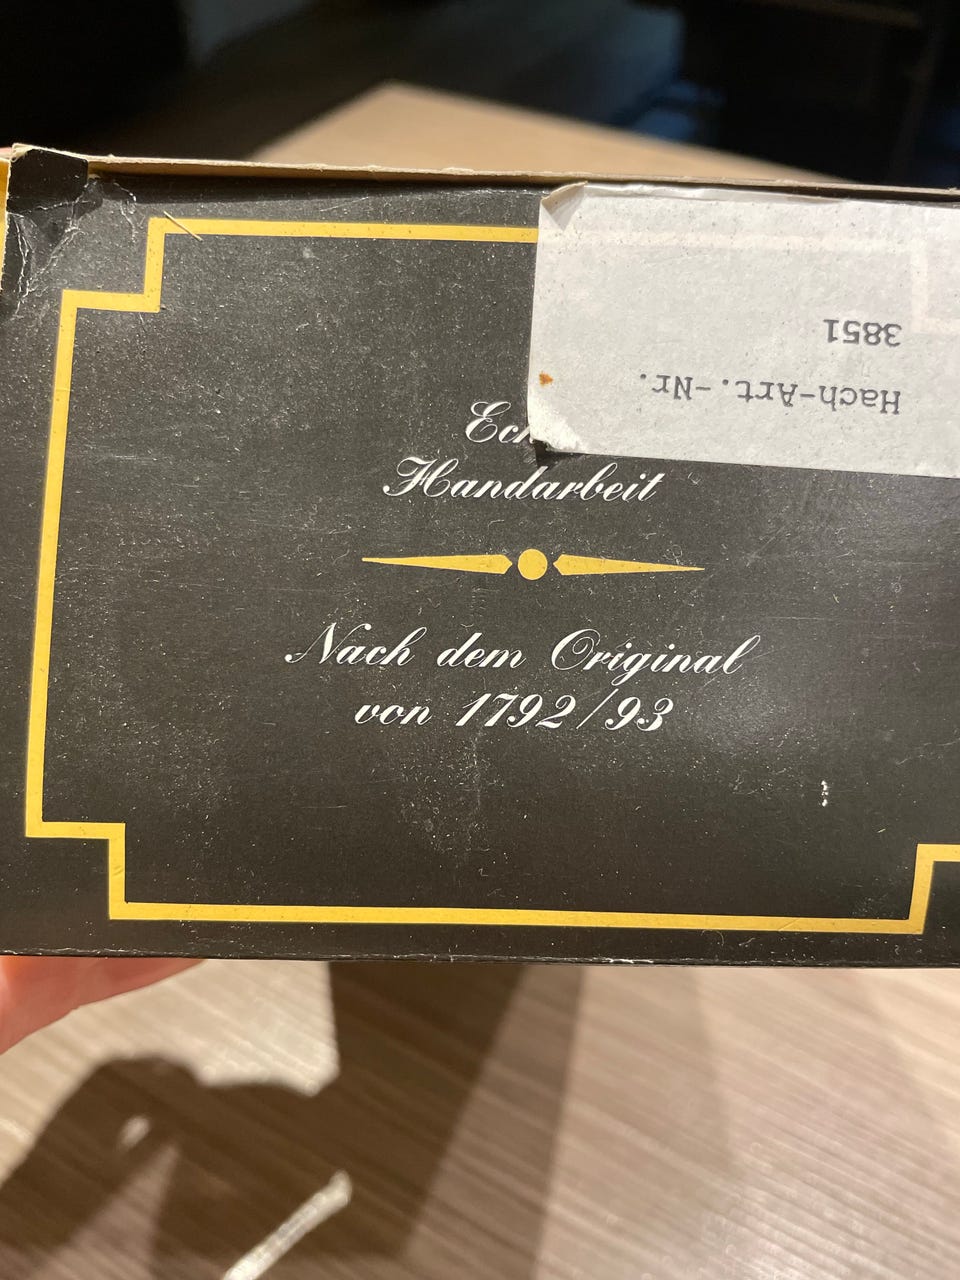 Hach-Art.-Nr.
3851
Handarbeit
Nach dem Original
von 1792/93